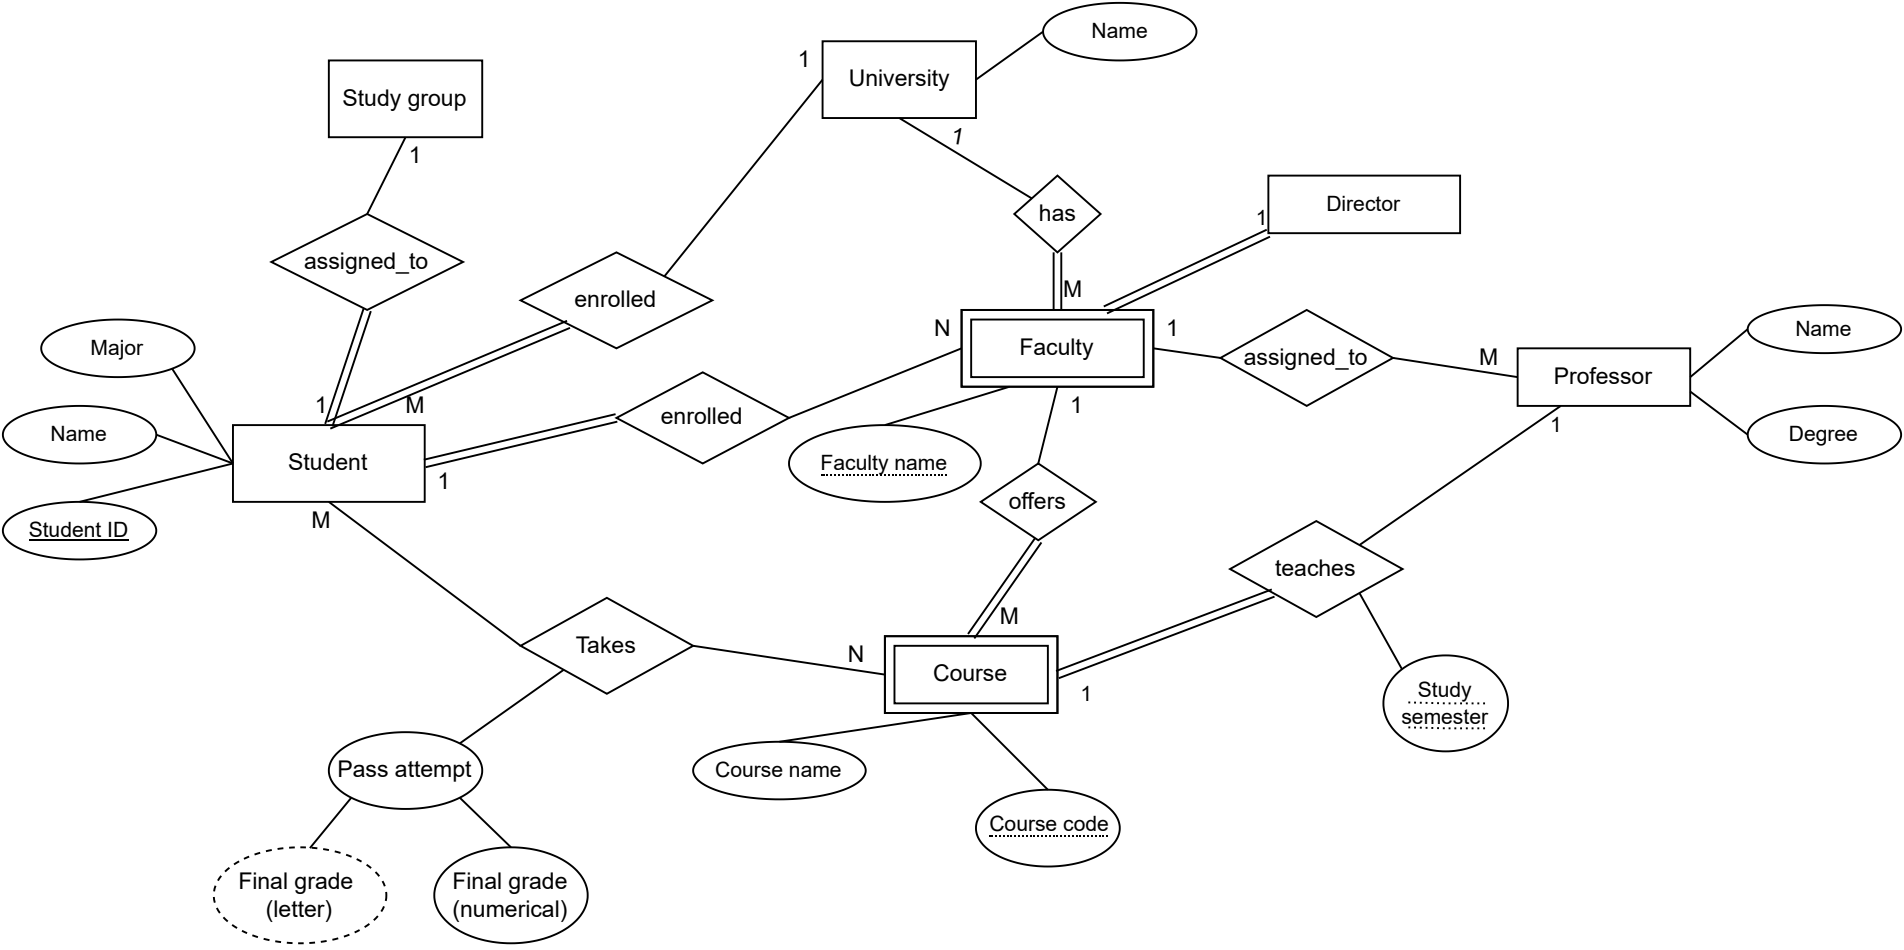 Name
1
University
Study group
1
1
has
Director
1
assigned_to
enrolled
M
Major
N
Faculty
1
assigned_to
M
Name
Professor
1
M
Name
enrolled
1
1
Degree
Student
Faculty name
1
offers
M
Student ID
teaches
M
Takes
N
Course
1
Study
semester
Pass attempt
Course name
Course code
Final grade
(letter)
Final grade
(numerical)